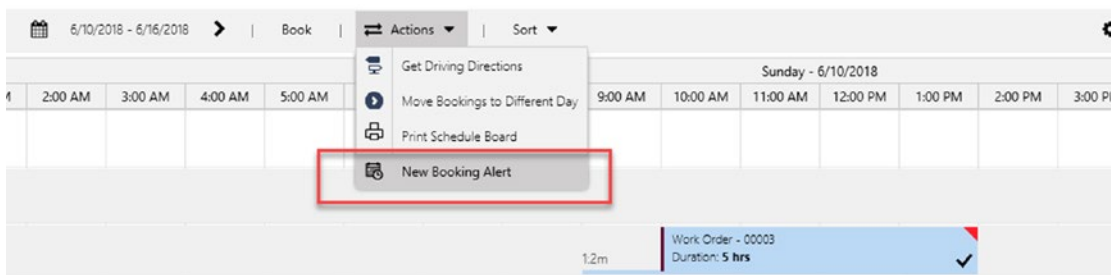 6/10/2018 - 6/16/2018 | Book | Actions | Sort
Get Driving Directions
Sunday - 6/10/2018
2:00 AM 3:00 AM 4:00 AM 5:00 AM 9:00 AM 10:00 AM 11:00 AM 12:00 PM 1:00 PM 2:00 PM 3:00 P
Move Bookings to Different Day
Print Schedule Board
New Booking Alert
Work Order - 00003
1:2m Duration: 5 hrs